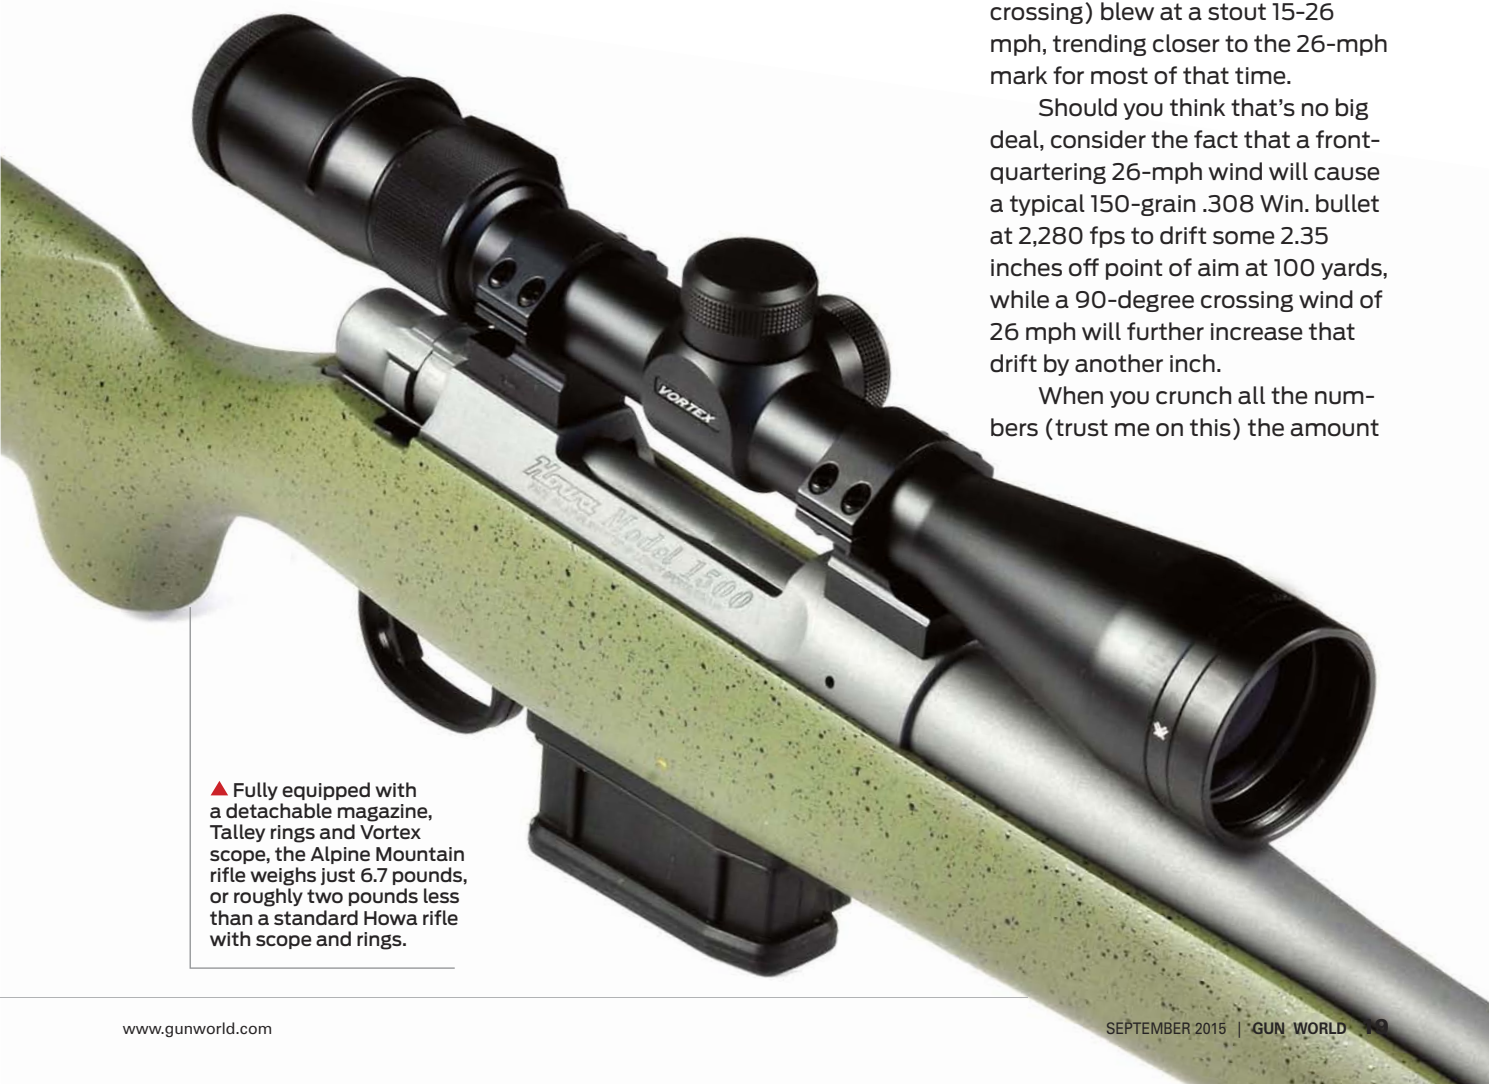 crossing) blew at a stout 15-26
mph, trending closer to the 26-mph
mark for most of that time.
Should you think that’s no big
deal, consider the fact that a front-
quartering 26-mph wind will cause
a typical 150-grain .308 Win. bullet
at 2,280 fps to drift some 2.35
inches off point of aim at 100 yards,
while a 90-degree crossing wind of
26 mph will further increase that
drift by another inch.
When you crunch all the num-
bers (trust me on this) the amount
VORTEX
Howa Model 1500
▲ Fully equipped with
a detachable magazine,
Talley rings and Vortex
scope, the Alpine Mountain
rifle weighs just 6.7 pounds,
or roughly two pounds less
than a standard Howa rifle
with scope and rings.
www.gunworld.com
SEPTEMBER 2015 | GUN WORLD 19